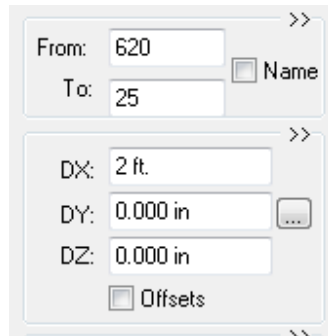 >>
From: 620
Name
To: 25
>>
DX: 2 ft.
DY: 0.000 in ...
DZ: 0.000 in
Offsets
>>